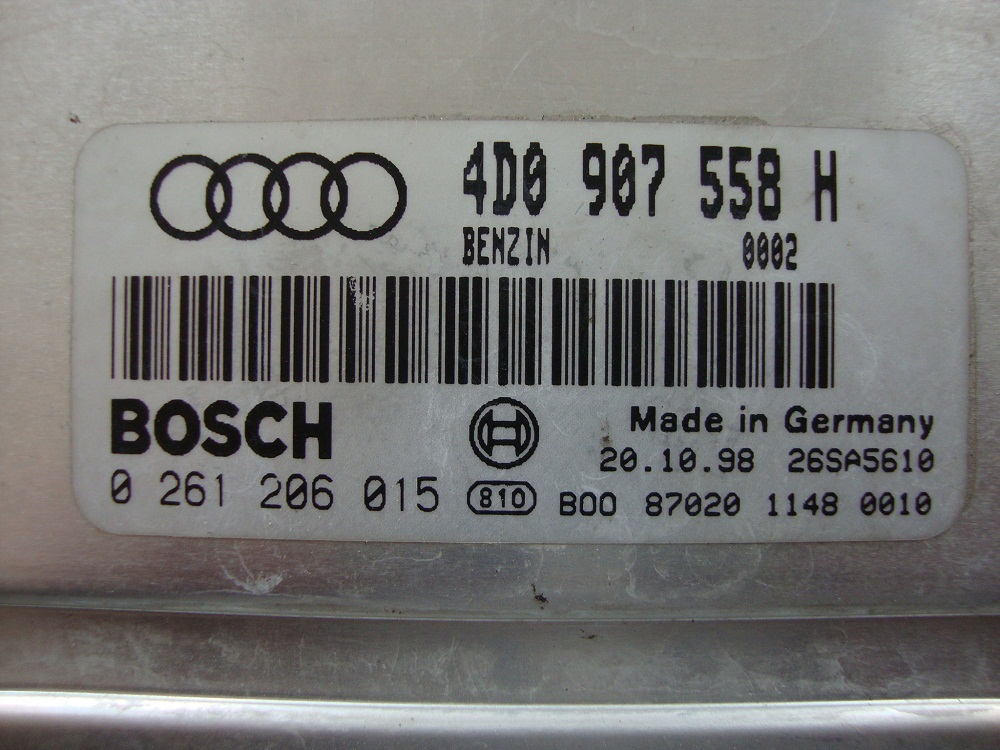 4D0 907 558 H
BENZIN 0002
BOSCH
Made in Germany
20.10.98 26SA5610
0 261 206 015 810 B00 87020 1148 0010